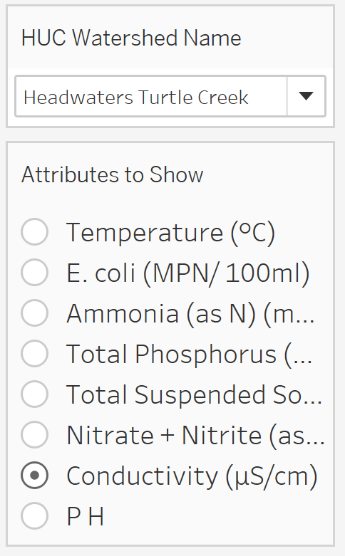 HUC Watershed Name
Headwaters Turtle Creek
Attributes to Show
Temperature (°C)
E. coli (MPN/ 100ml)
Ammonia (as N) (m...
Total Phosphorus (...
Total Suspended So...
Nitrate + Nitrite (as...
Conductivity (µS/cm)
P H